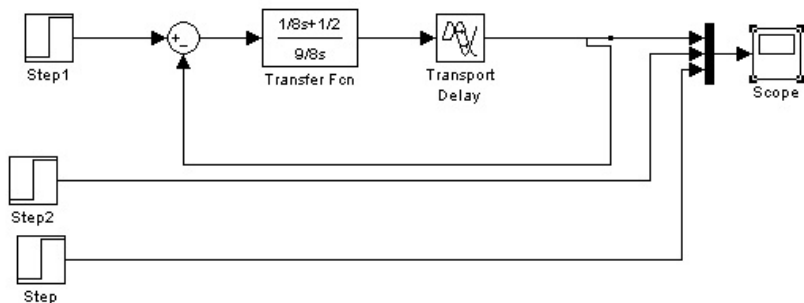 Step1
+
−
1/8s+1/2
9/8s
Transfer Fcn
Transport
Delay
Scope
Step2
Step